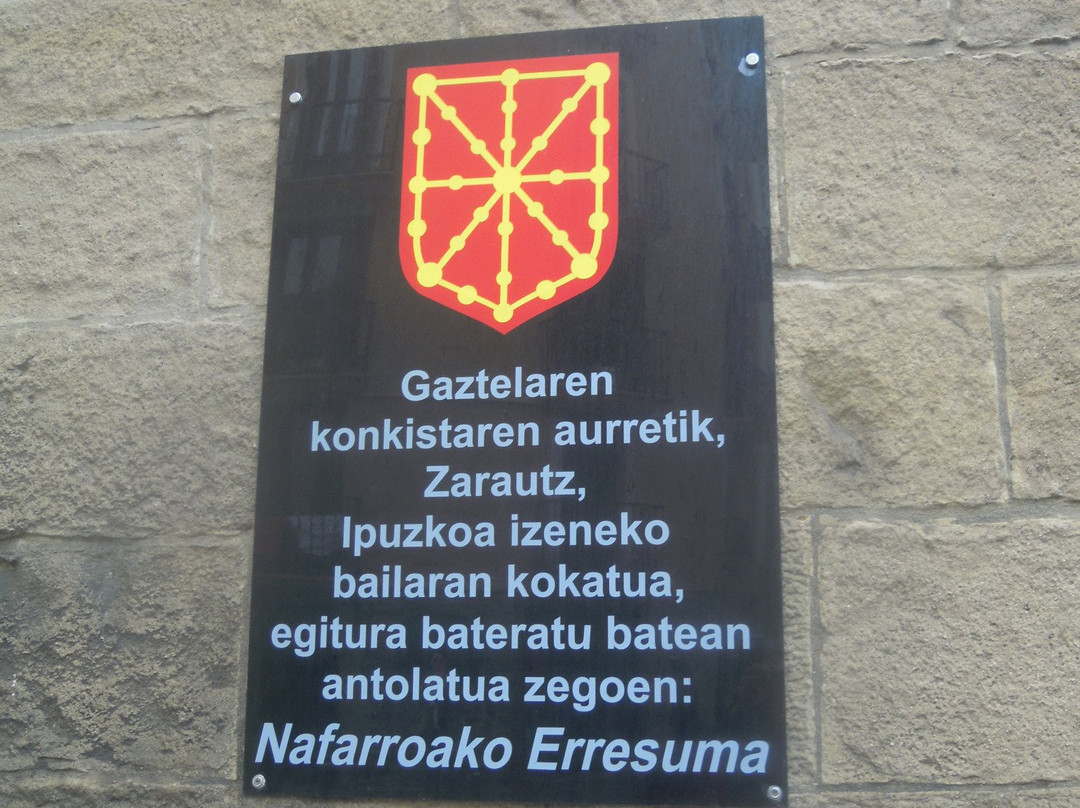 Gaztelaren
konkistaren aurretik,
Zarautz,
Ipuzkoa izeneko
bailaran kokatua,
egitura bateratu batean
antolatua zegoen:
Nafarroako Erresuma